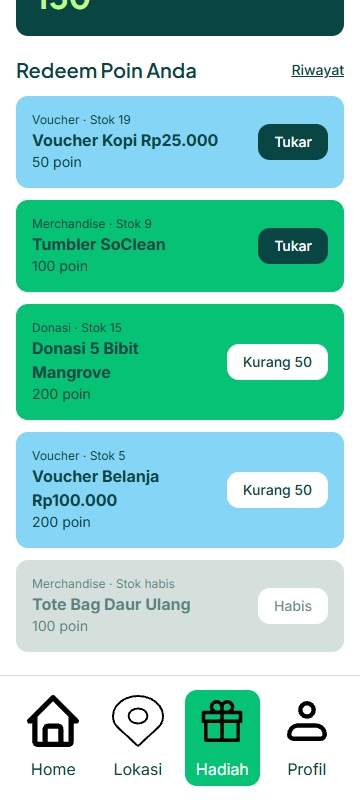 150
Redeem Poin Anda
Riwayat
Voucher · Stok 19
Voucher Kopi Rp25.000
50 poin
Tukar
Merchandise · Stok 9
Tumbler SoClean
100 poin
Tukar
Donasi · Stok 15
Donasi 5 Bibit
Mangrove
200 poin
Kurang 50
Voucher · Stok 5
Voucher Belanja
Rp100.000
200 poin
Kurang 50
Merchandise · Stok habis
Tote Bag Daur Ulang
100 poin
Habis
Home
Lokasi
Hadiah
Profil